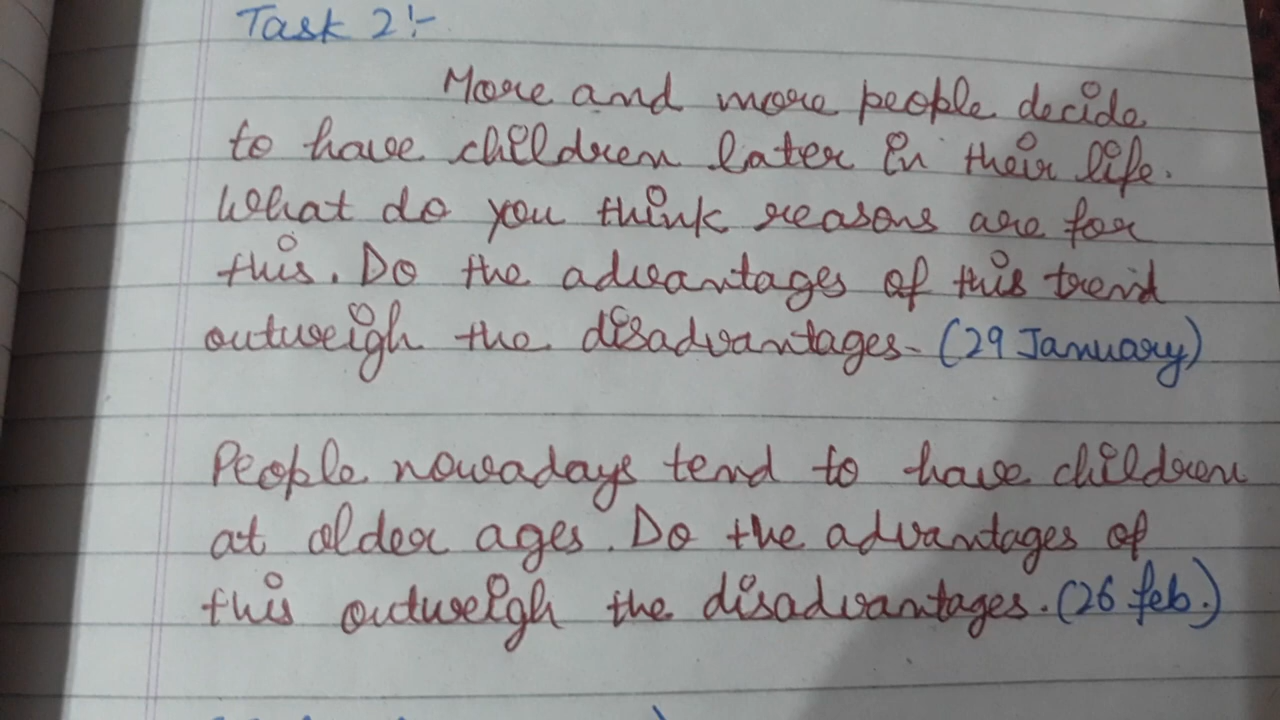 Task 2!-
More and more people decide
to have children later in their life.
What do you think reasons are for
this. Do the advantages of this trend
outweigh the disadvantages- (29 January)
People nowadays tend to have children
at older ages. Do the advantages of
this outweigh the disadvantages. (26 feb.)